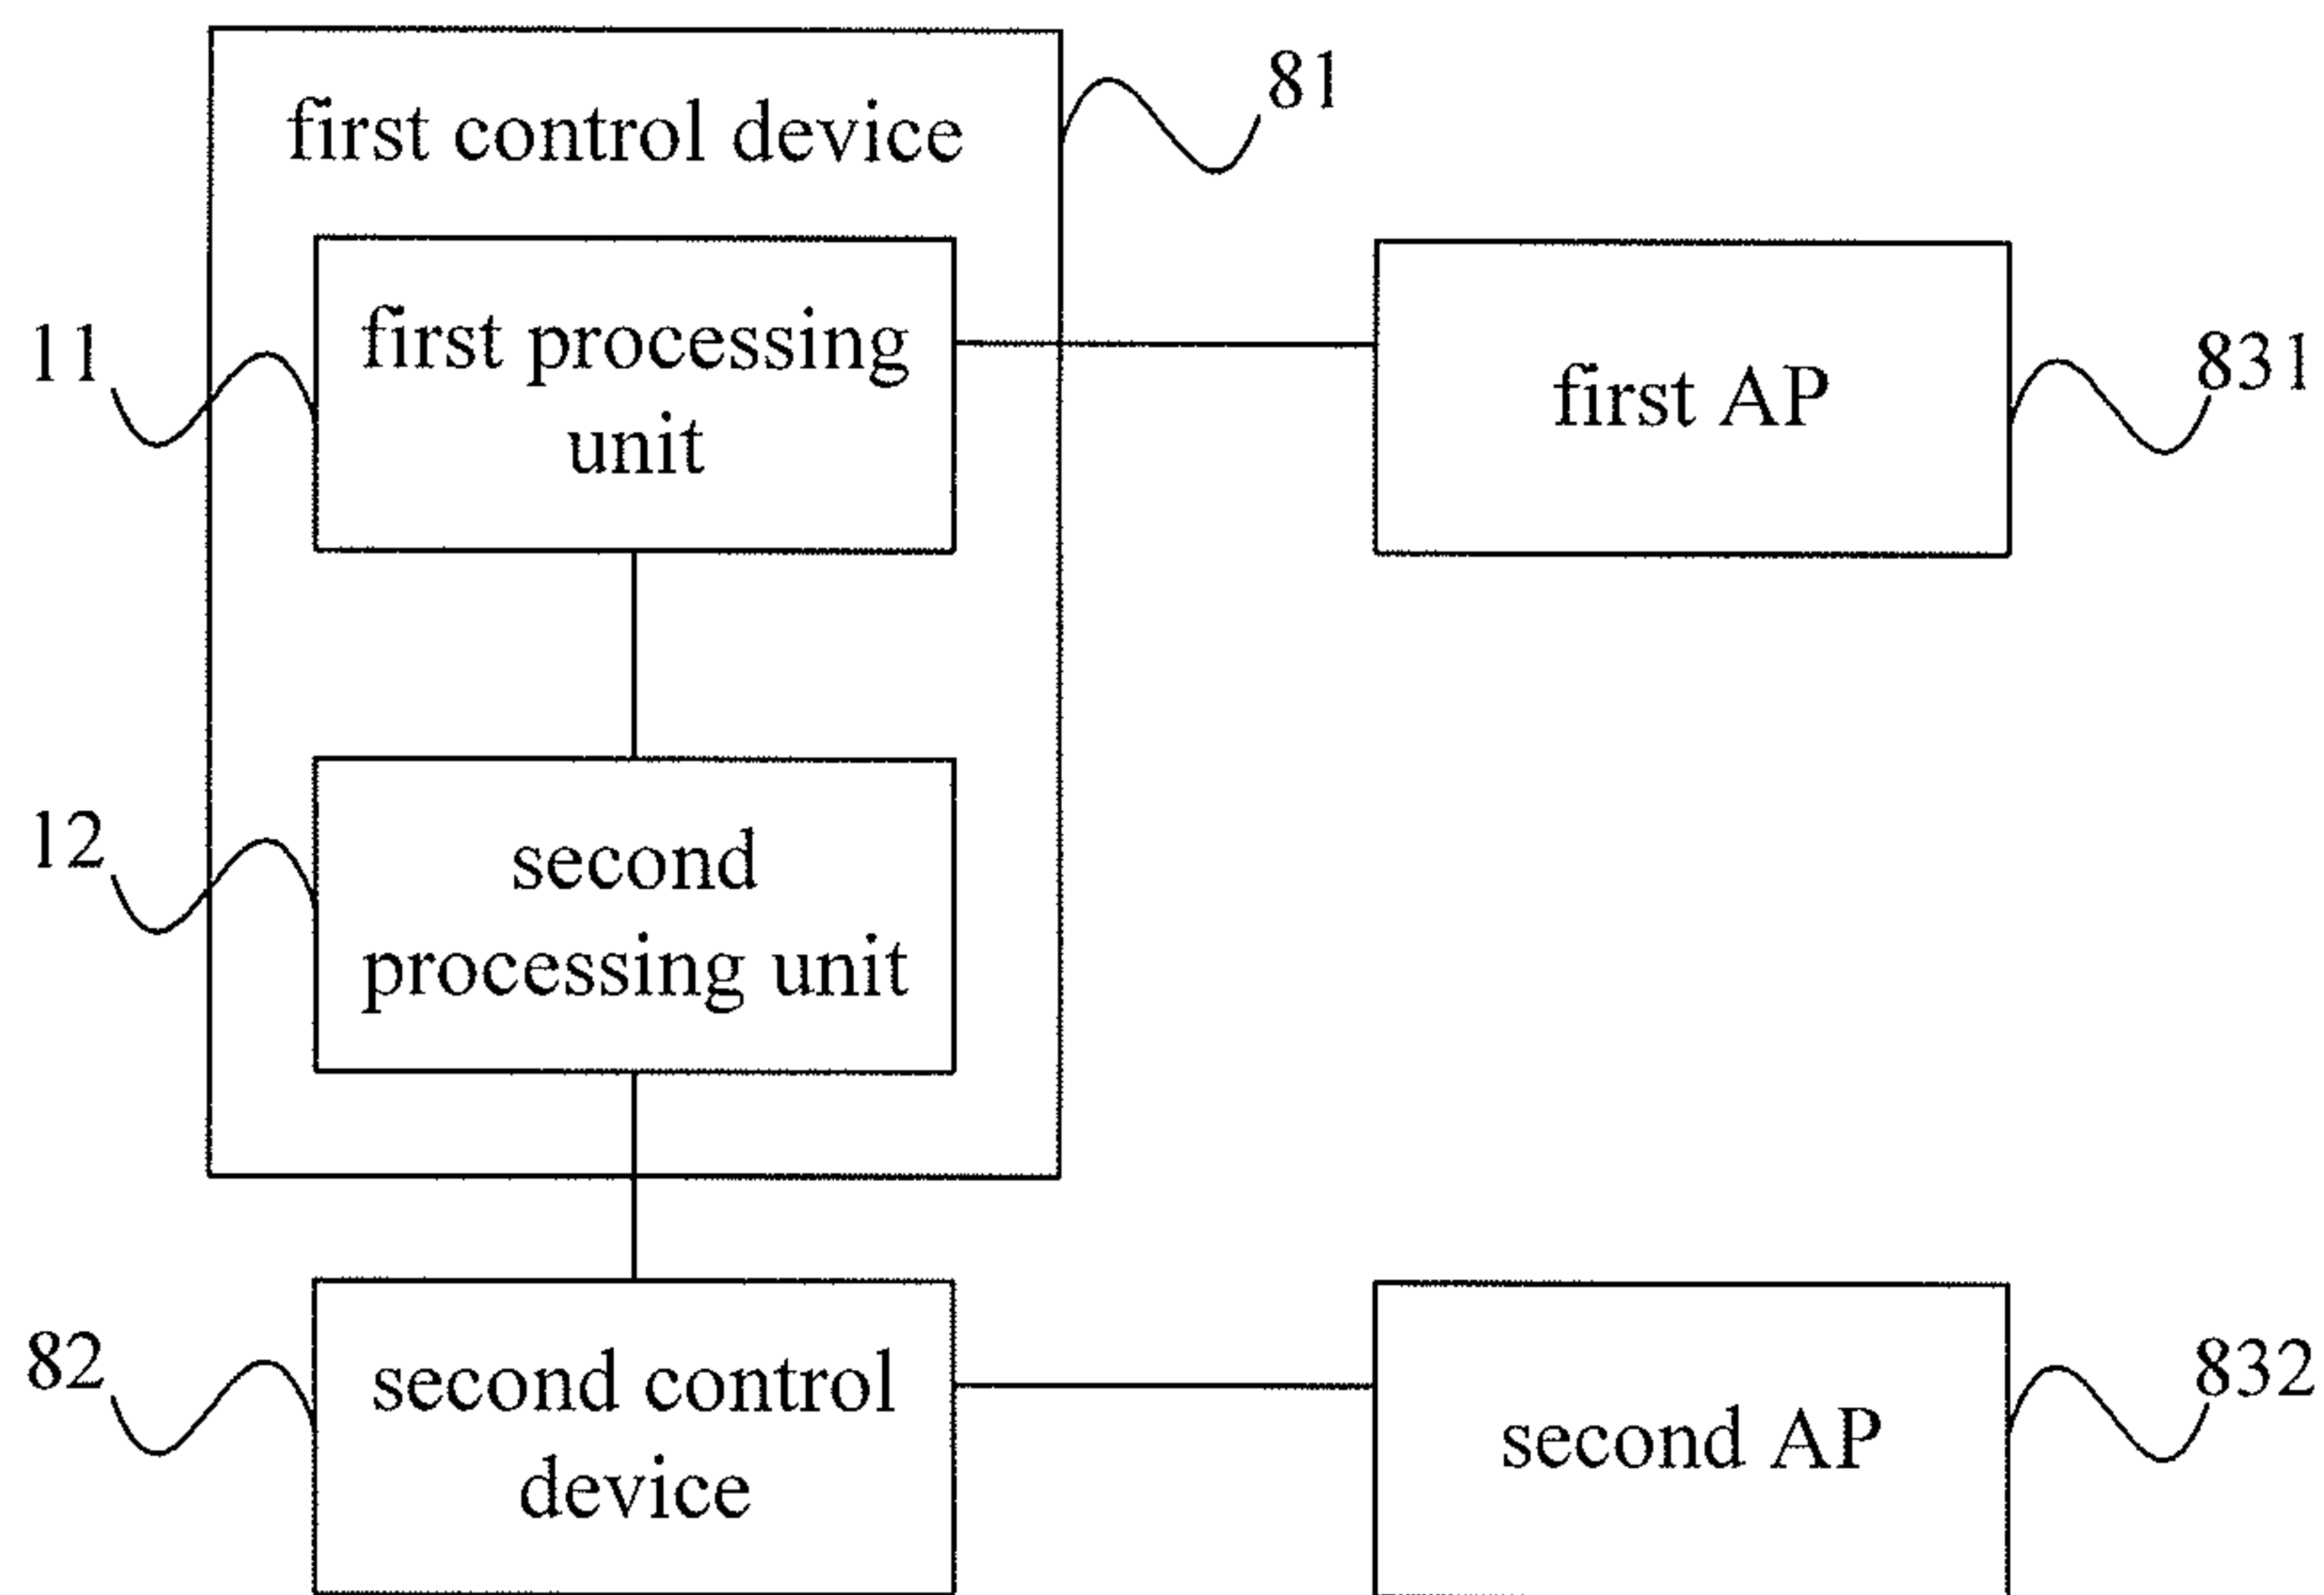 81
first control device
11
first processing
unit
first AP
831
12
second
processing unit
82
second control
device
second AP
832